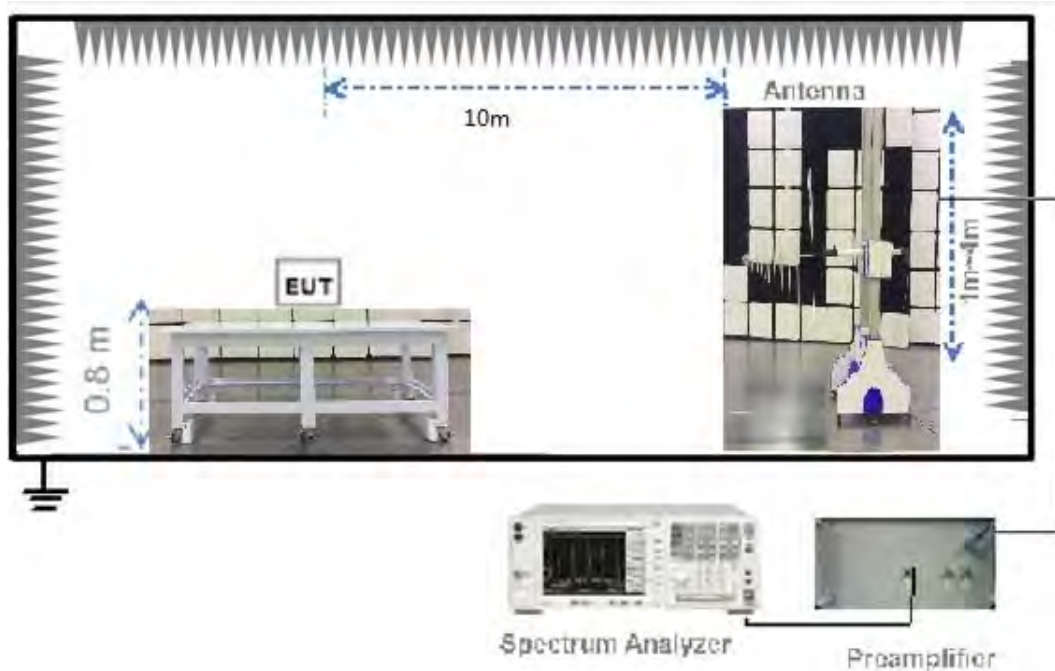 10m
Antenna
EUT
0.8 m
1m~4m
Spectrum Analyzer
Preamplifier